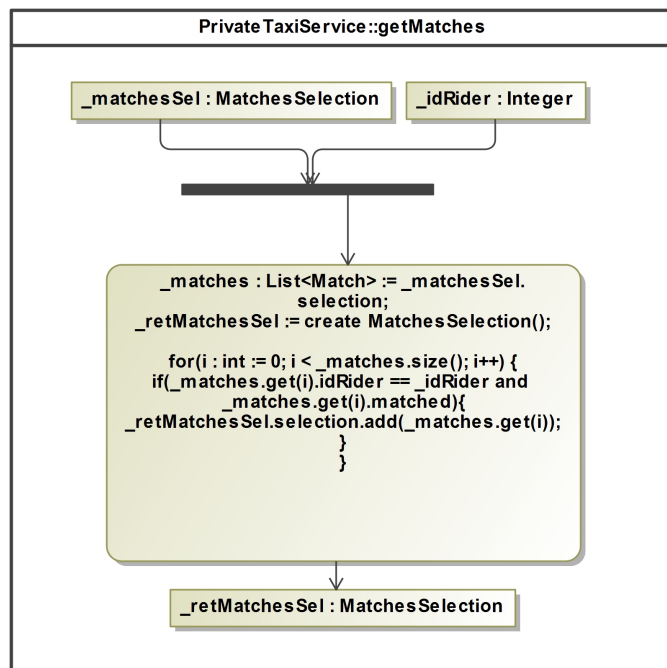 PrivateTaxiService::getMatches
_matchesSel : MatchesSelection
_idRider : Integer
_matches : List<Match> := _matchesSel.
selection;
_retMatchesSel := create MatchesSelection();
for(i : int := 0; i < _matches.size(); i++) {
if(_matches.get(i).idRider == _idRider and
_matches.get(i).matched){
_retMatchesSel.selection.add(_matches.get(i));
}
}
_retMatchesSel : MatchesSelection